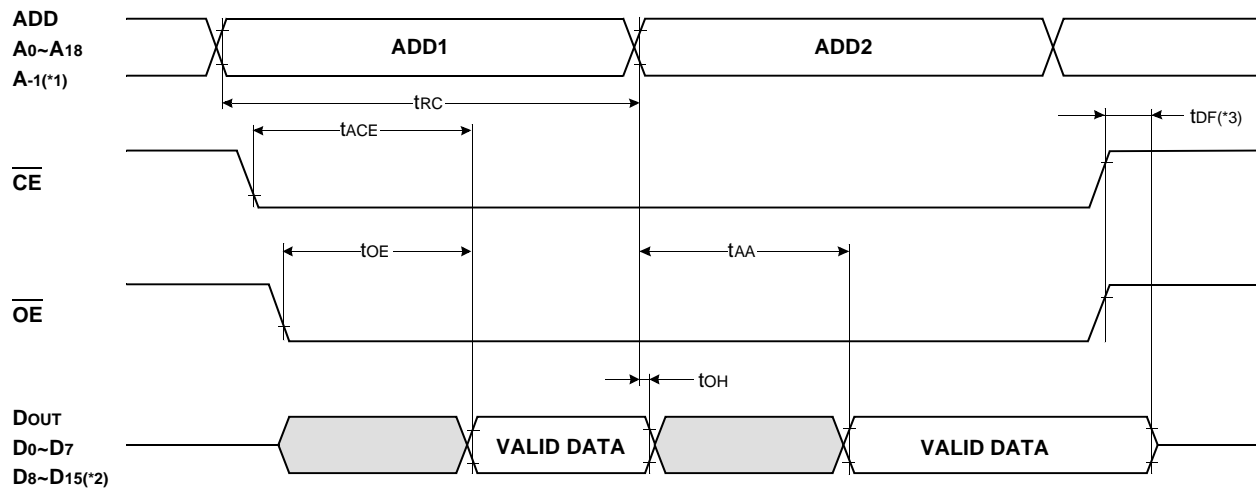 ADD
A0~A18
A-1(*1)
ADD1
ADD2
tRC
tACE
tDF(*3)
CE
tOE
tAA
OE
tOH
DOUT
D0~D7
D8~D15(*2)
VALID DATA
VALID DATA